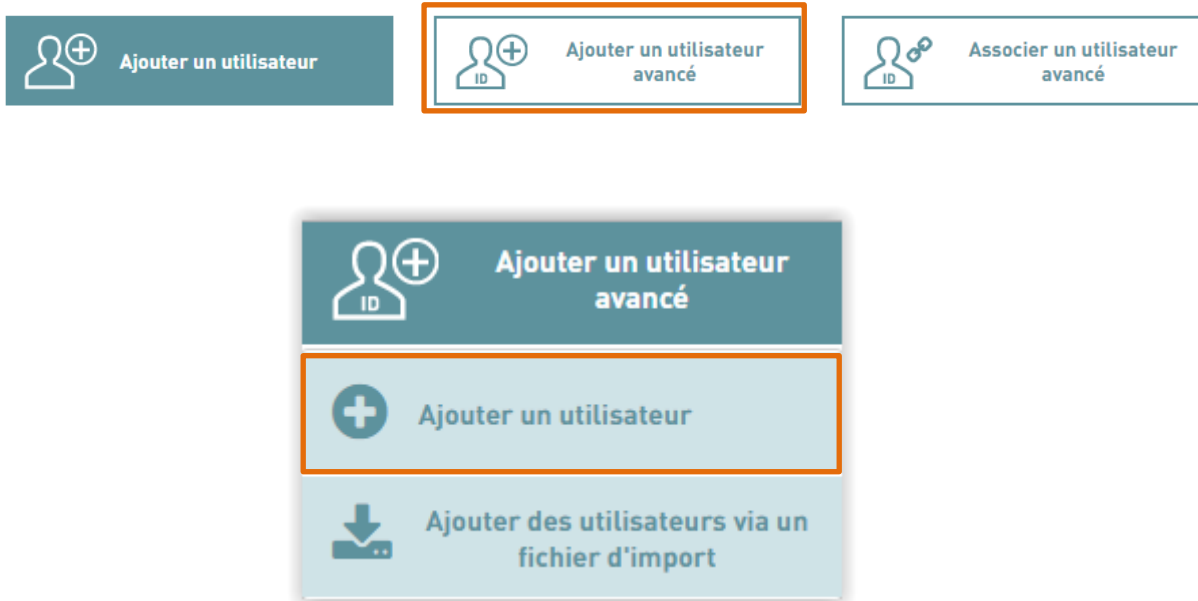 Ajouter un utilisateur
Ajouter un utilisateur
avancé
Associer un utilisateur
avancé
ID
ID
Ajouter un utilisateur
avancé
ID
Ajouter un utilisateur
Ajouter des utilisateurs via un
fichier d'import